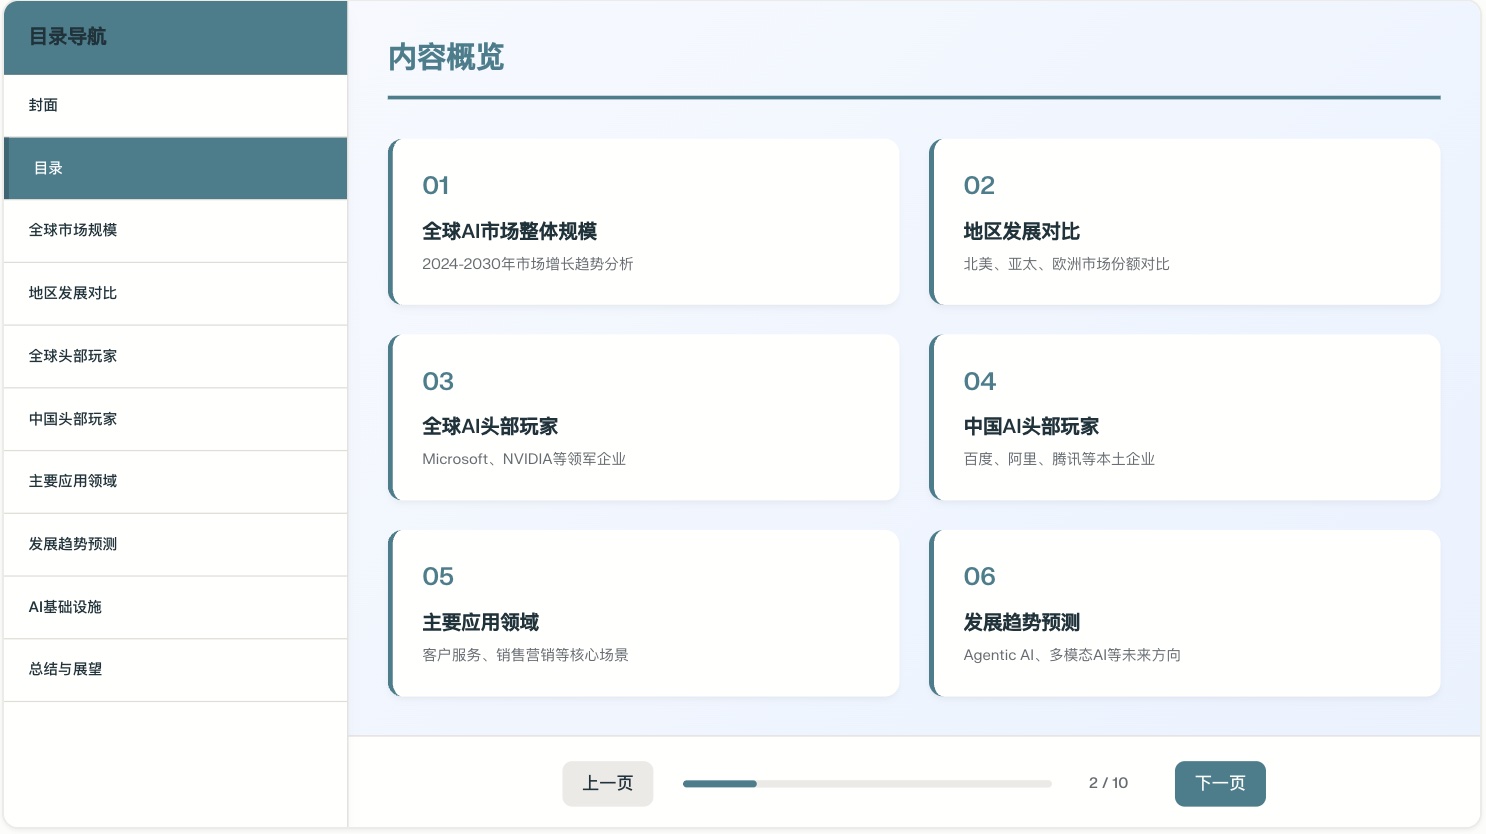 目录导航
封面
目录
全球市场规模
地区发展对比
全球头部玩家
中国头部玩家
主要应用领域
发展趋势预测
AI基础设施
总结与展望
内容概览
01
全球AI市场整体规模
2024-2030年市场增长趋势分析
02
地区发展对比
北美、亚太、欧洲市场份额对比
03
全球AI头部玩家
Microsoft、NVIDIA等领军企业
04
中国AI头部玩家
百度、阿里、腾讯等本土企业
05
主要应用领域
客户服务、销售营销等核心场景
06
发展趋势预测
Agentic AI、多模态AI等未来方向
上一页
2 / 10
下一页